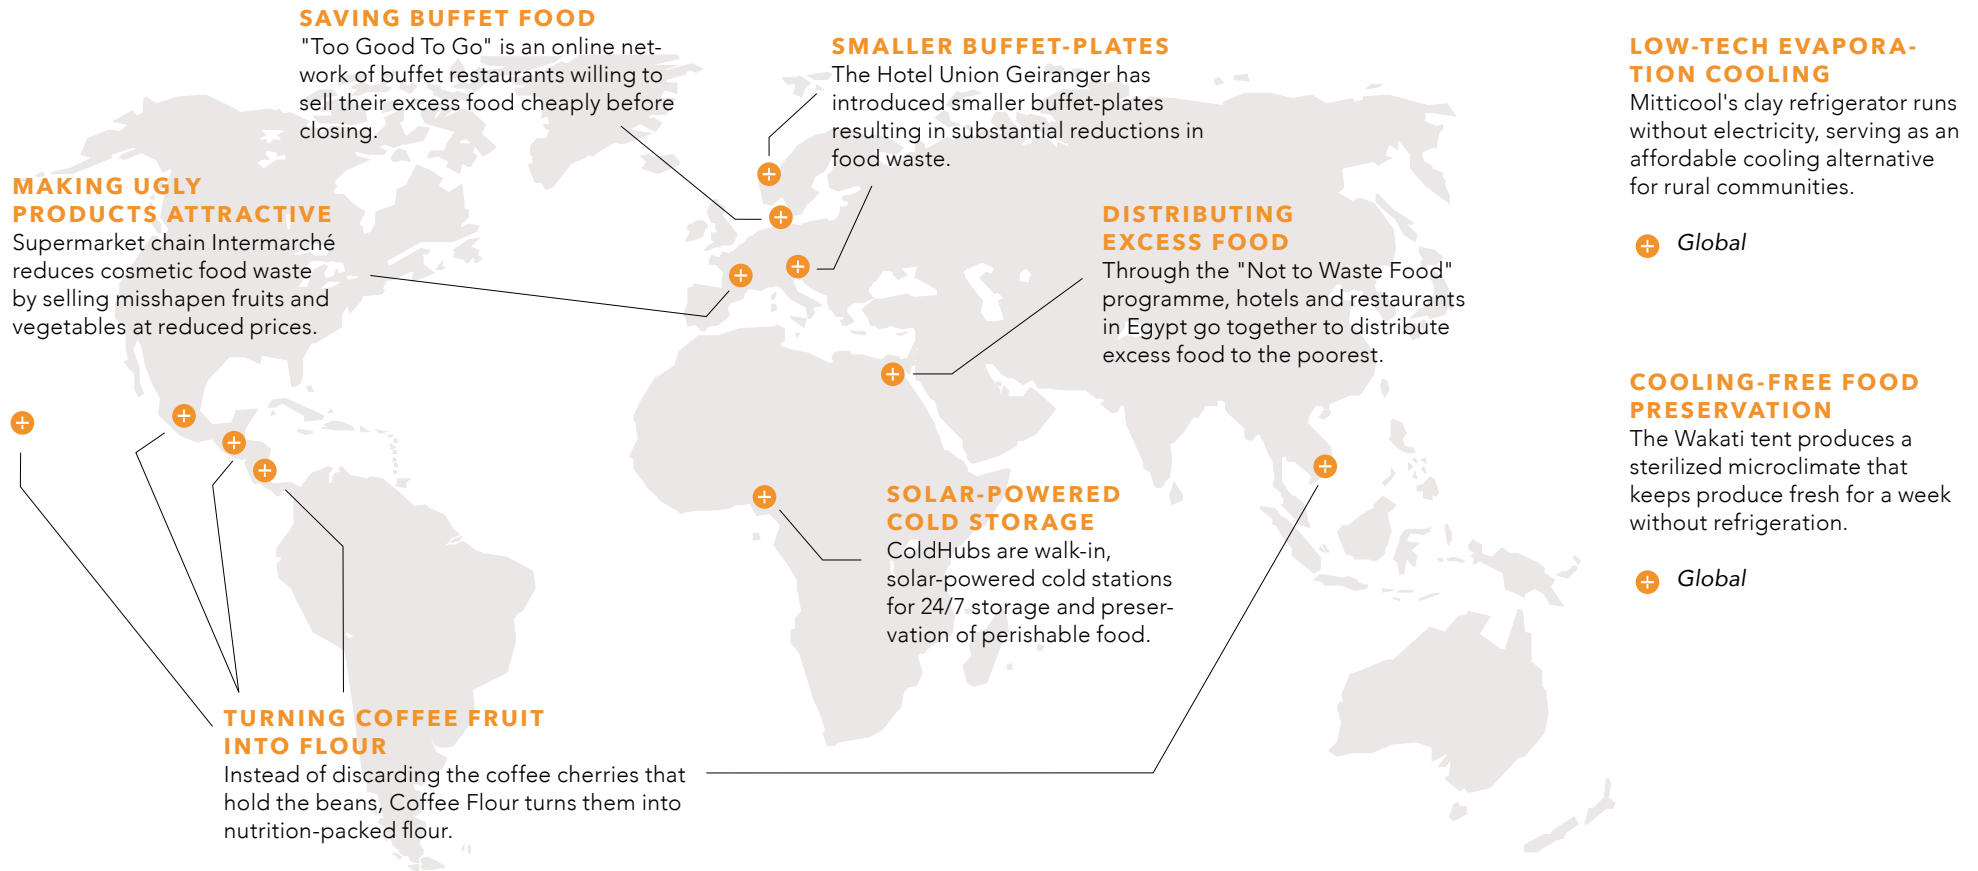 SAVING BUFFET FOOD
"Too Good To Go" is an online net-
work of buffet restaurants willing to
sell their excess food cheaply before
closing.
SMALLER BUFFET-PLATES
The Hotel Union Geiranger has
introduced smaller buffet-plates
resulting in substantial reductions in
food waste.
LOW-TECH EVAPORA-
TION COOLING
Mitticool's clay refrigerator runs
without electricity, serving as an
affordable cooling alternative
for rural communities.
Global
MAKING UGLY
PRODUCTS ATTRACTIVE
Supermarket chain Intermarché
reduces cosmetic food waste
by selling misshapen fruits and
vegetables at reduced prices.
DISTRIBUTING
EXCESS FOOD
Through the "Not to Waste Food"
programme, hotels and restaurants
in Egypt go together to distribute
excess food to the poorest.
COOLING-FREE FOOD
PRESERVATION
The Wakati tent produces a
sterilized microclimate that
keeps produce fresh for a week
without refrigeration.
Global
SOLAR-POWERED
COLD STORAGE
ColdHubs are walk-in,
solar-powered cold stations
for 24/7 storage and preser-
vation of perishable food.
TURNING COFFEE FRUIT
INTO FLOUR
Instead of discarding the coffee cherries that
hold the beans, Coffee Flour turns them into
nutrition-packed flour.